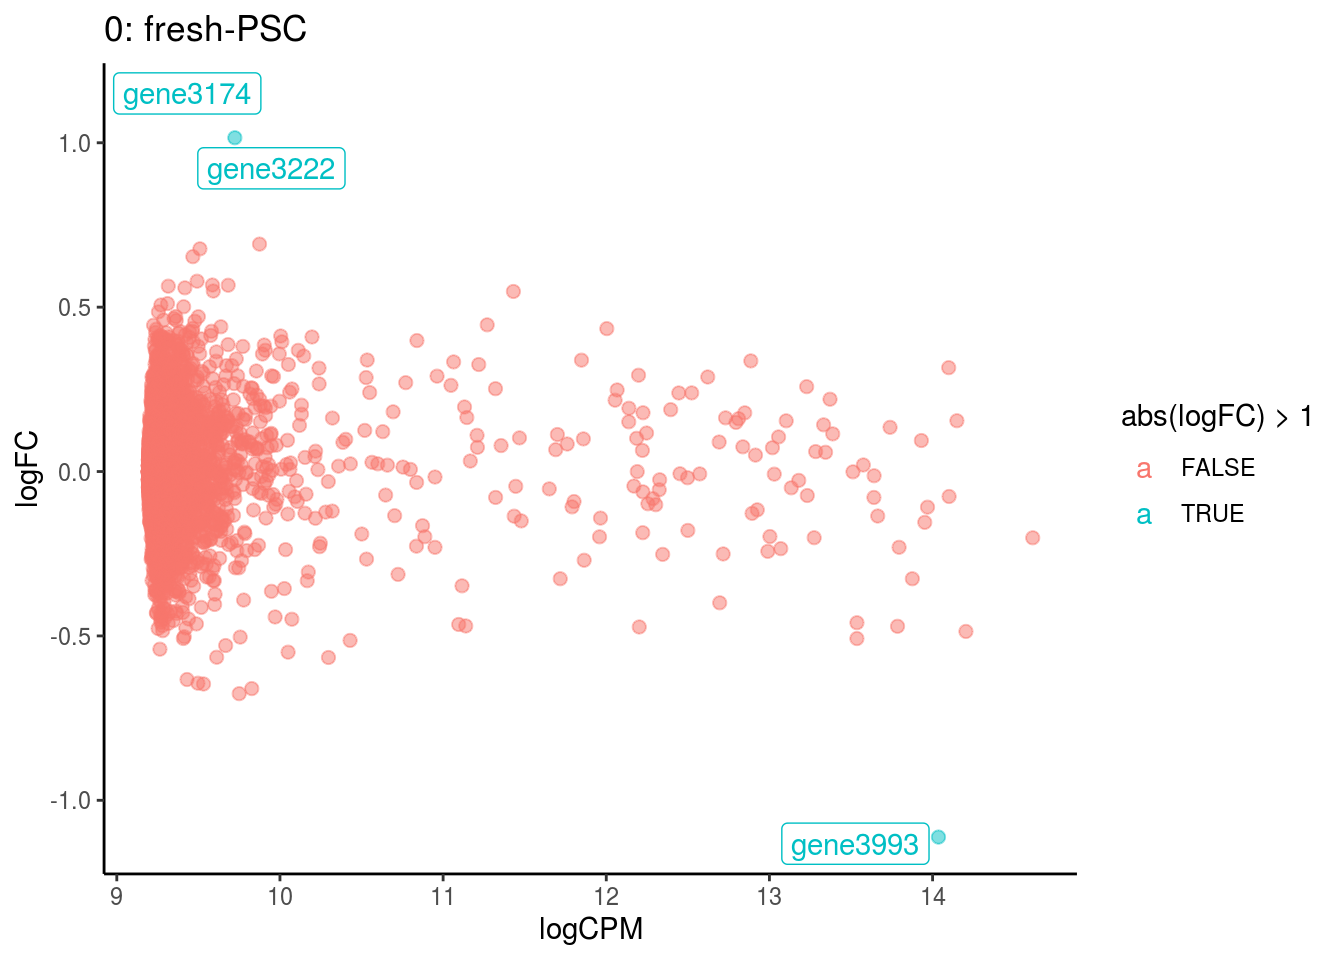 0: fresh-PSC
gene3174
gene3222
gene3993
1.0
0.5
0.0
-0.5
-1.0
logFC
9
10
11
12
13
14
logCPM
abs(logFC) > 1
a FALSE
a TRUE